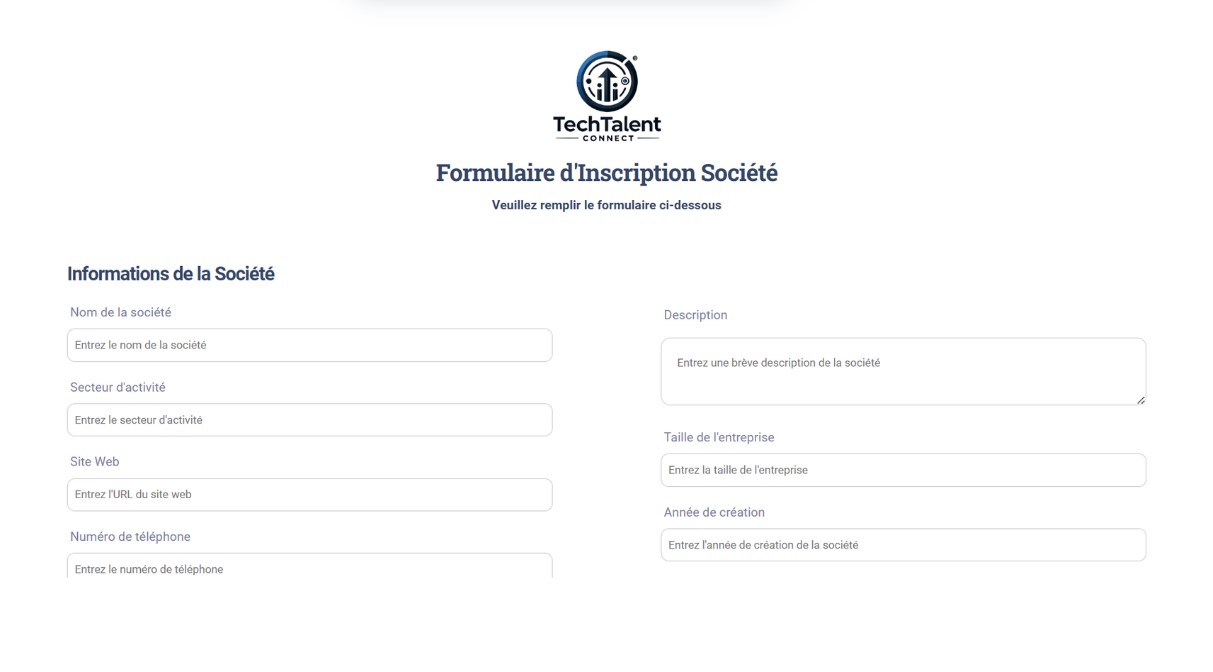 TechTalent
CONNECT
Formulaire d'Inscription Société
Veuillez remplir le formulaire ci-dessous
Informations de la Société
Nom de la société
Entrez le nom de la société
Secteur d'activité
Entrez le secteur d'activité
Site Web
Entrez l'URL du site web
Numéro de téléphone
Entrez le numéro de téléphone
Description
Entrez une brève description de la société
Taille de l'entreprise
Entrez la taille de l'entreprise
Année de création
Entrez l'année de création de la société